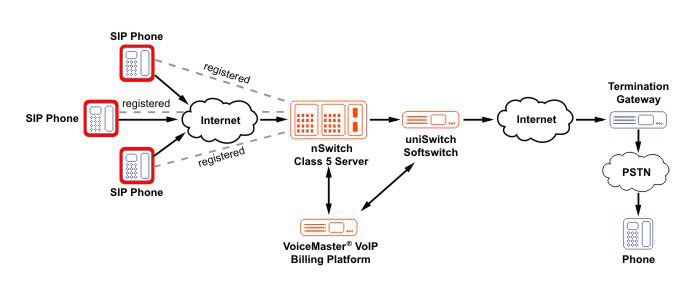 SIP Phone
registered
SIP Phone
registered
Internet
registered
SIP Phone
nSwitch
Class 5 Server
uniSwitch
Softswitch
Internet
Termination
Gateway
PSTN
Phone
VoiceMaster® VoIP
Billing Platform